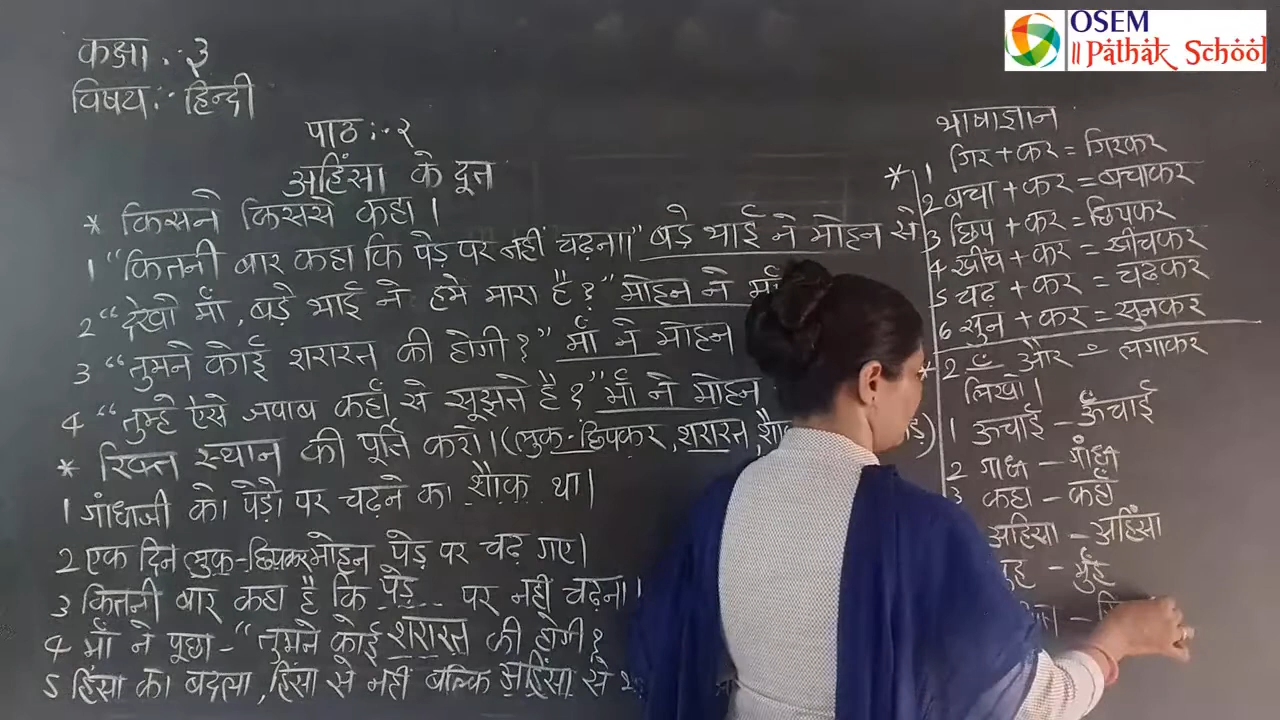 OSEM
॥ Pathak School
कक्षा :- ३
विषय :- हिन्दी
पाठ :- २
अहिंसा के दूत
* किसने किससे कहा।
1 "कितनी बार कहा कि पेड़ पर नहीं चढ़ना।" बड़े भाई ने मोहन से
2 "देखो माँ, बड़े भाई ने हमे मारा है?" मोहन ने माँ
3 "तुमने कोई शरारत की होगी?" माँ ने मोहन
4 "तुम्हे ऐसे जवाब कहाँ से सूझते है?" माँ ने मोहन
* रिक्त स्थान की पूर्ति करो। (लुक-छिपकर, शरारत,
1 गांधीजी को पेड़ो पर चढ़ने का शौक था।
2 एक दिन लुक-छिपकर मोहन पेड़ पर चढ़ गए।
3 कितनी बार कहा है कि पेड़ पर नही चढ़ना।
4 माँ ने पूछा - "तुमने कोई शरारत की होगी?
5 हिंसा का बदला, हिंसा से नहीं बल्कि अहिंसा से
भाषाज्ञान
* 1 गिर + कर = गिरकर
2 बचा + कर = बचाकर
3 छिप + कर = छिपकर
4 खींच + कर = खींचकर
5 चढ़ + कर = चढ़कर
6 सुन + कर = सुनकर
* 2 ँ और ं लगाकर
लिखो।
1 ऊचाई - ऊँचाई
2
3 कहा - कहाँ
अहिसा - अहिंसा
मुह - मुँह